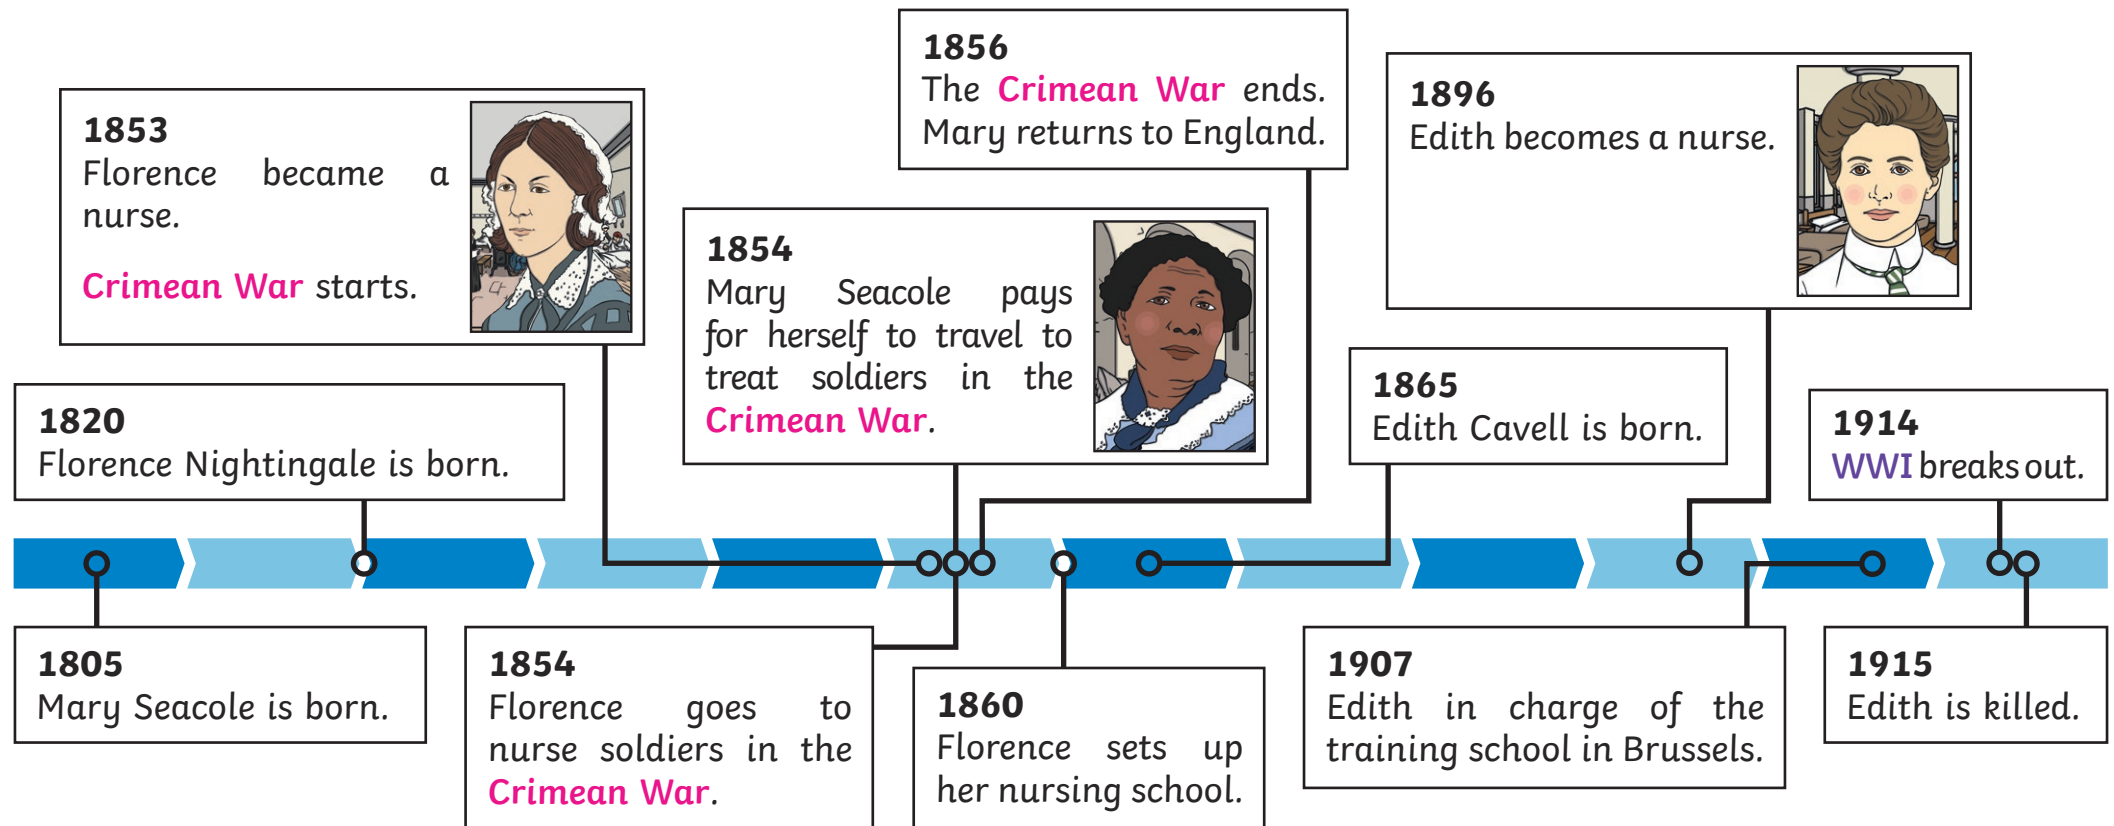 1853
Florence became a
nurse.
Crimean War starts.
1820
Florence Nightingale is born.
1854
Mary Seacole pays
for herself to travel to
treat soldiers in the
Crimean War.
1856
The Crimean War ends.
Mary returns to England.
1896
Edith becomes a nurse.
1865
Edith Cavell is born.
1914
WWI breaks out.
1805
Mary Seacole is born.
1854
Florence goes to
nurse soldiers in the
Crimean War.
1860
Florence sets up
her nursing school.
1907
Edith in charge of the
training school in Brussels.
1915
Edith is killed.